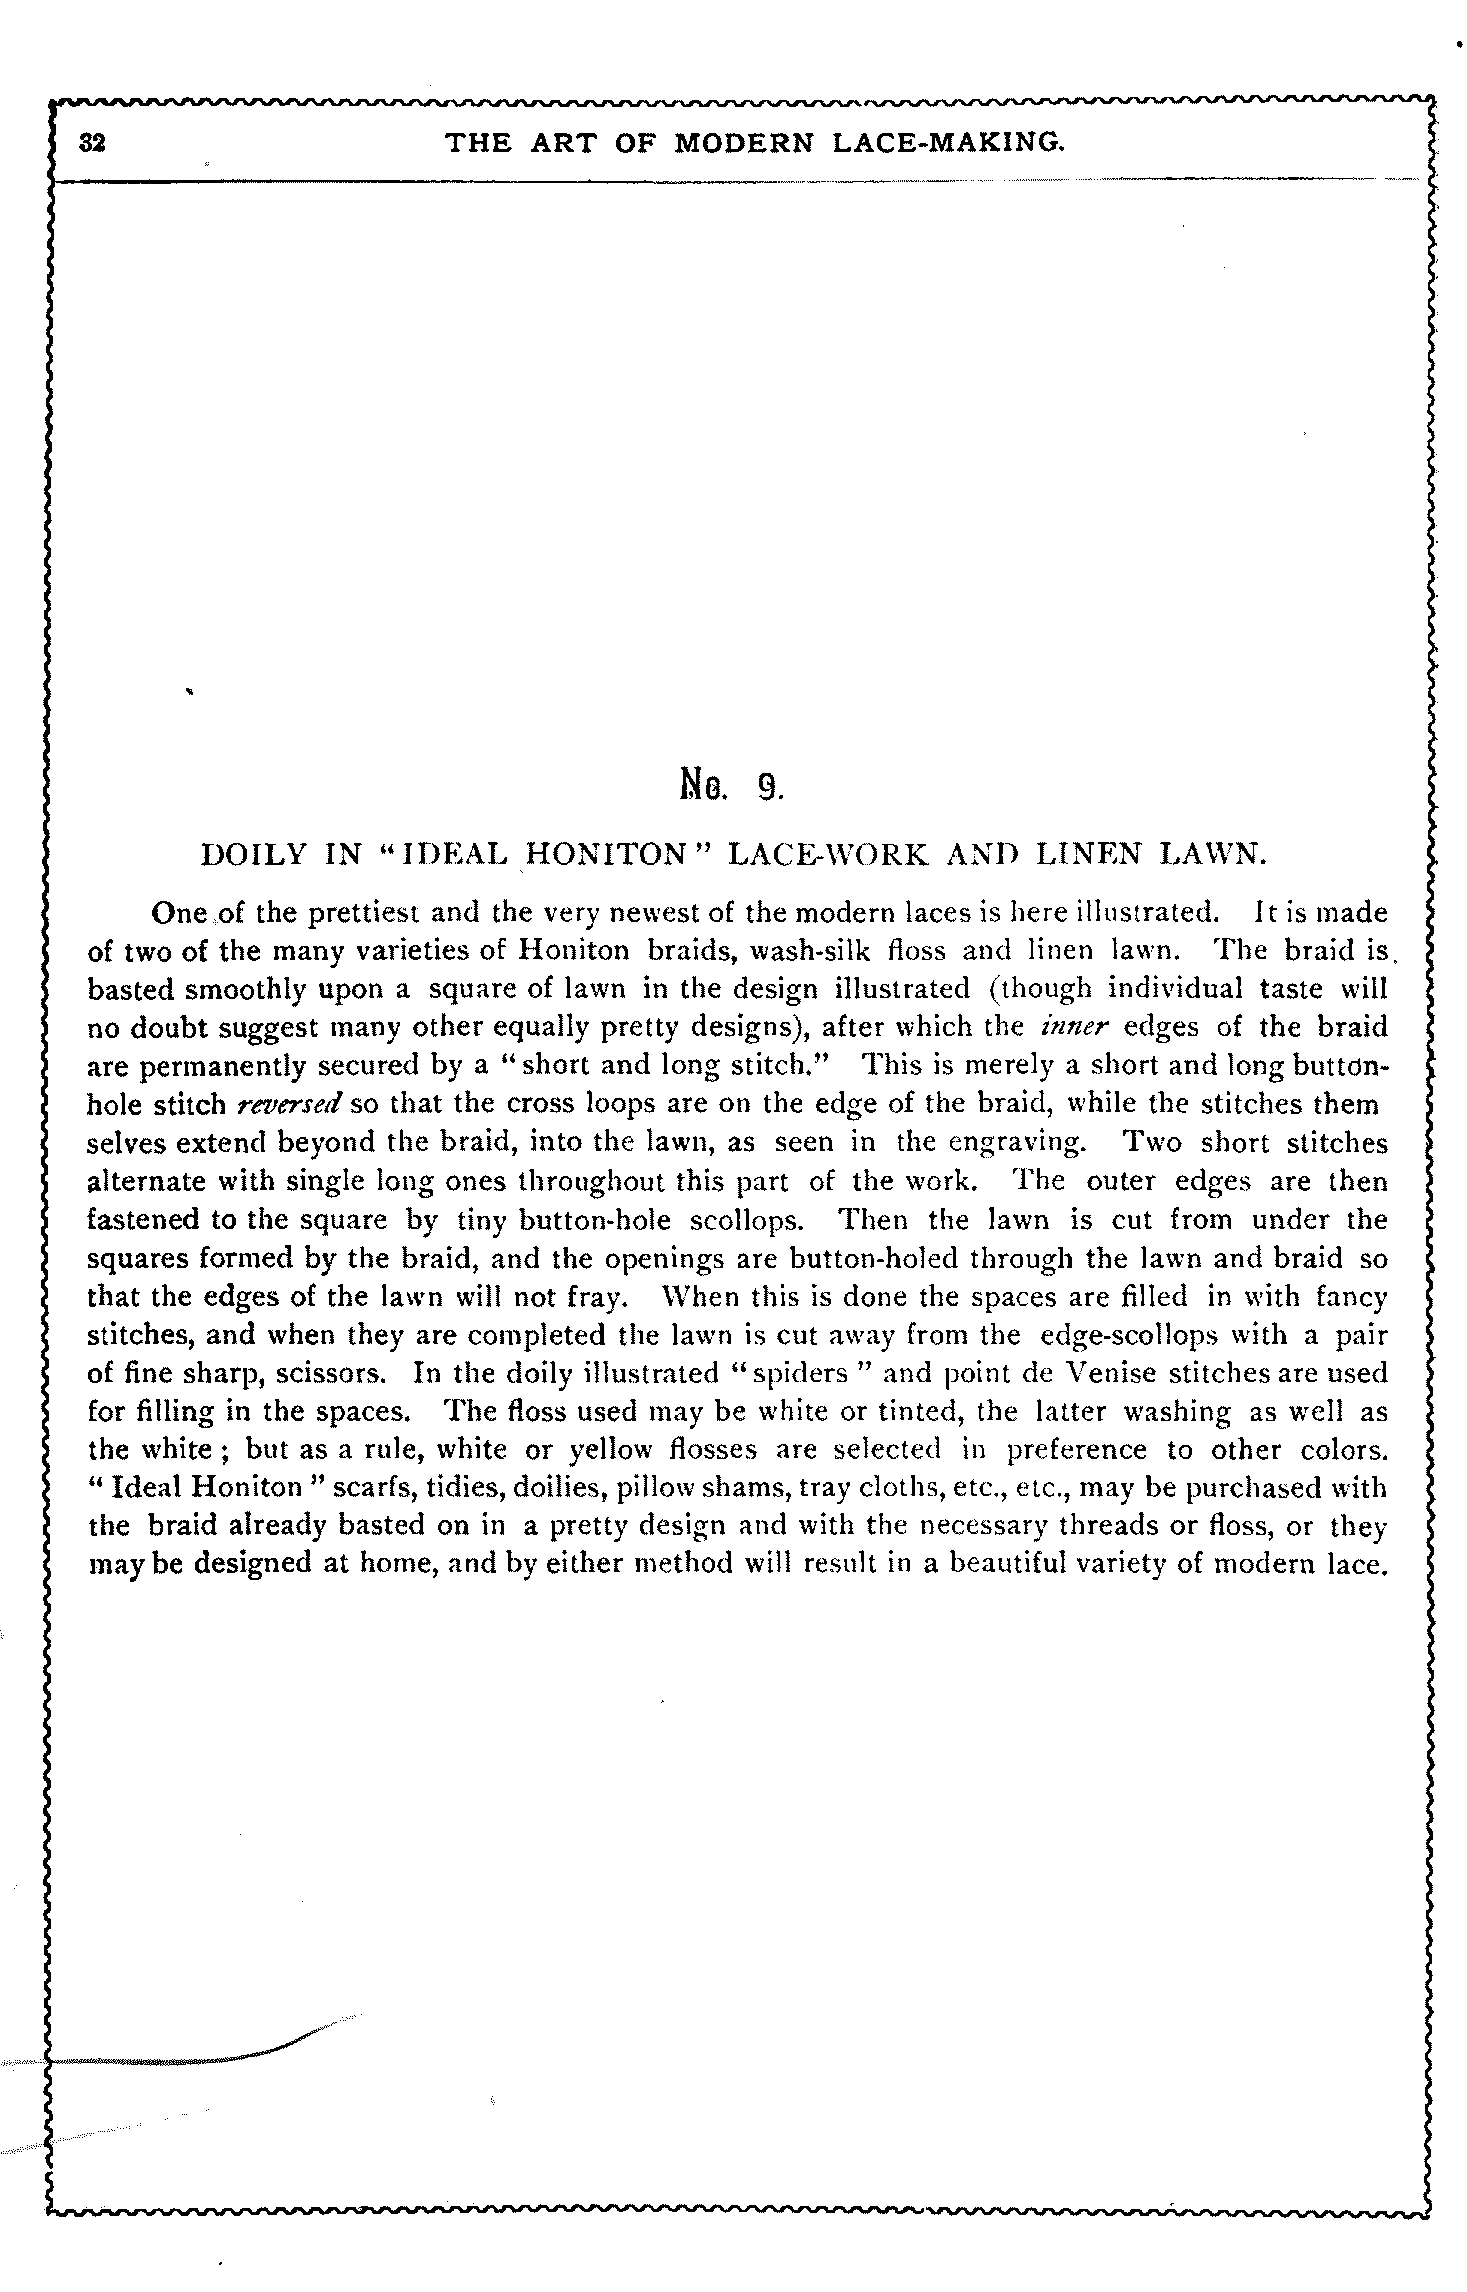 32 THE ART OF MODERN LACE-MAKING.
No. 9.
DOILY IN “IDEAL HONITON” LACE-WORK AND LINEN LAWN.
One of the prettiest and the very newest of the modern laces is here illustrated. It is made
of two of the many varieties of Honiton braids, wash-silk floss and linen lawn. The braid is
basted smoothly upon a square of lawn in the design illustrated (though individual taste will
no doubt suggest many other equally pretty designs), after which the inner edges of the braid
are permanently secured by a “short and long stitch.” This is merely a short and long button-
hole stitch reversed so that the cross loops are on the edge of the braid, while the stitches them
selves extend beyond the braid, into the lawn, as seen in the engraving. Two short stitches
alternate with single long ones throughout this part of the work. The outer edges are then
fastened to the square by tiny button-hole scollops. Then the lawn is cut from under the
squares formed by the braid, and the openings are button-holed through the lawn and braid so
that the edges of the lawn will not fray. When this is done the spaces are filled in with fancy
stitches, and when they are completed the lawn is cut away from the edge-scollops with a pair
of fine sharp, scissors. In the doily illustrated “spiders” and point de Venise stitches are used
for filling in the spaces. The floss used may be white or tinted, the latter washing as well as
the white; but as a rule, white or yellow flosses are selected in preference to other colors.
“Ideal Honiton” scarfs, tidies, doilies, pillow shams, tray cloths, etc., etc., may be purchased with
the braid already basted on in a pretty design and with the necessary threads or floss, or they
may be designed at home, and by either method will result in a beautiful variety of modern lace.